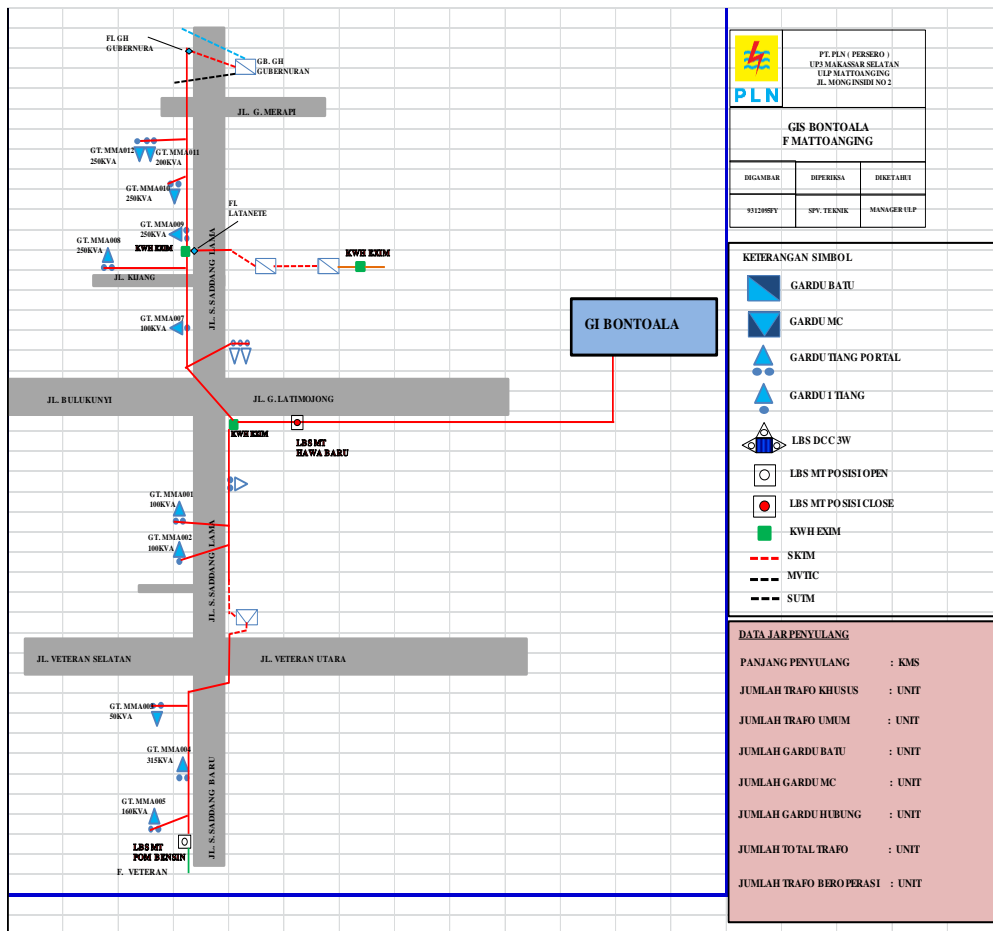 FI. GH
GUBERNURA
GB. GH
GUBERNURAN
JL. G. MERAPI
GT. MMA012
250KVA
GT. MMA011
200KVA
GT. MMA010
250KVA
FI.
LATANETE
GT. MMA009
250KVA
KWH EXIM
GT. MMA008
250KVA
KWH EXIM
JL. KIJANG
JL. S. SADDANG LAMA
GT. MMA007
100KVA
GI BONTOALA
JL. BULUKUNYI
JL. G. LATIMOJONG
KWH EXIM
LBS MT
HAWA BARU
GT. MMA001
100KVA
GT. MMA002
100KVA
JL. S. SADDANG LAMA
JL. VETERAN SELATAN
JL. VETERAN UTARA
GT. MMA003
50KVA
GT. MMA004
315KVA
JL. S. SADDANG BARU
GT. MMA005
160KVA
LBS MT
POM BENSIN
F. VETERAN
PLN
PT. PLN ( PERSERO )
UP3 MAKASSAR SELATAN
ULP MATTOANGING
JL. MONGINSIDI NO 2
GIS BONTOALA
F MATTOANGING
DIGAMBAR DIPERIKSA DIKETAHUI
9312095FY SPV. TEKNIK MANAGER ULP
KETERANGAN SIMBOL
GARDU BATU
GARDU MC
GARDU TIANG PORTAL
GARDU 1 TIANG
LBS DCC 3W
LBS MT POSISI OPEN
LBS MT POSISI CLOSE
KWH EXIM
SKTM
MVTIC
SUTM
DATA JAR PENYULANG
PANJANG PENYULANG : KMS
JUMLAH TRAFO KHUSUS : UNIT
JUMLAH TRAFO UMUM : UNIT
JUMLAH GARDU BATU : UNIT
JUMLAH GARDU MC : UNIT
JUMLAH GARDU HUBUNG : UNIT
JUMLAH TOTAL TRAFO : UNIT
JUMLAH TRAFO BEROPERASI : UNIT